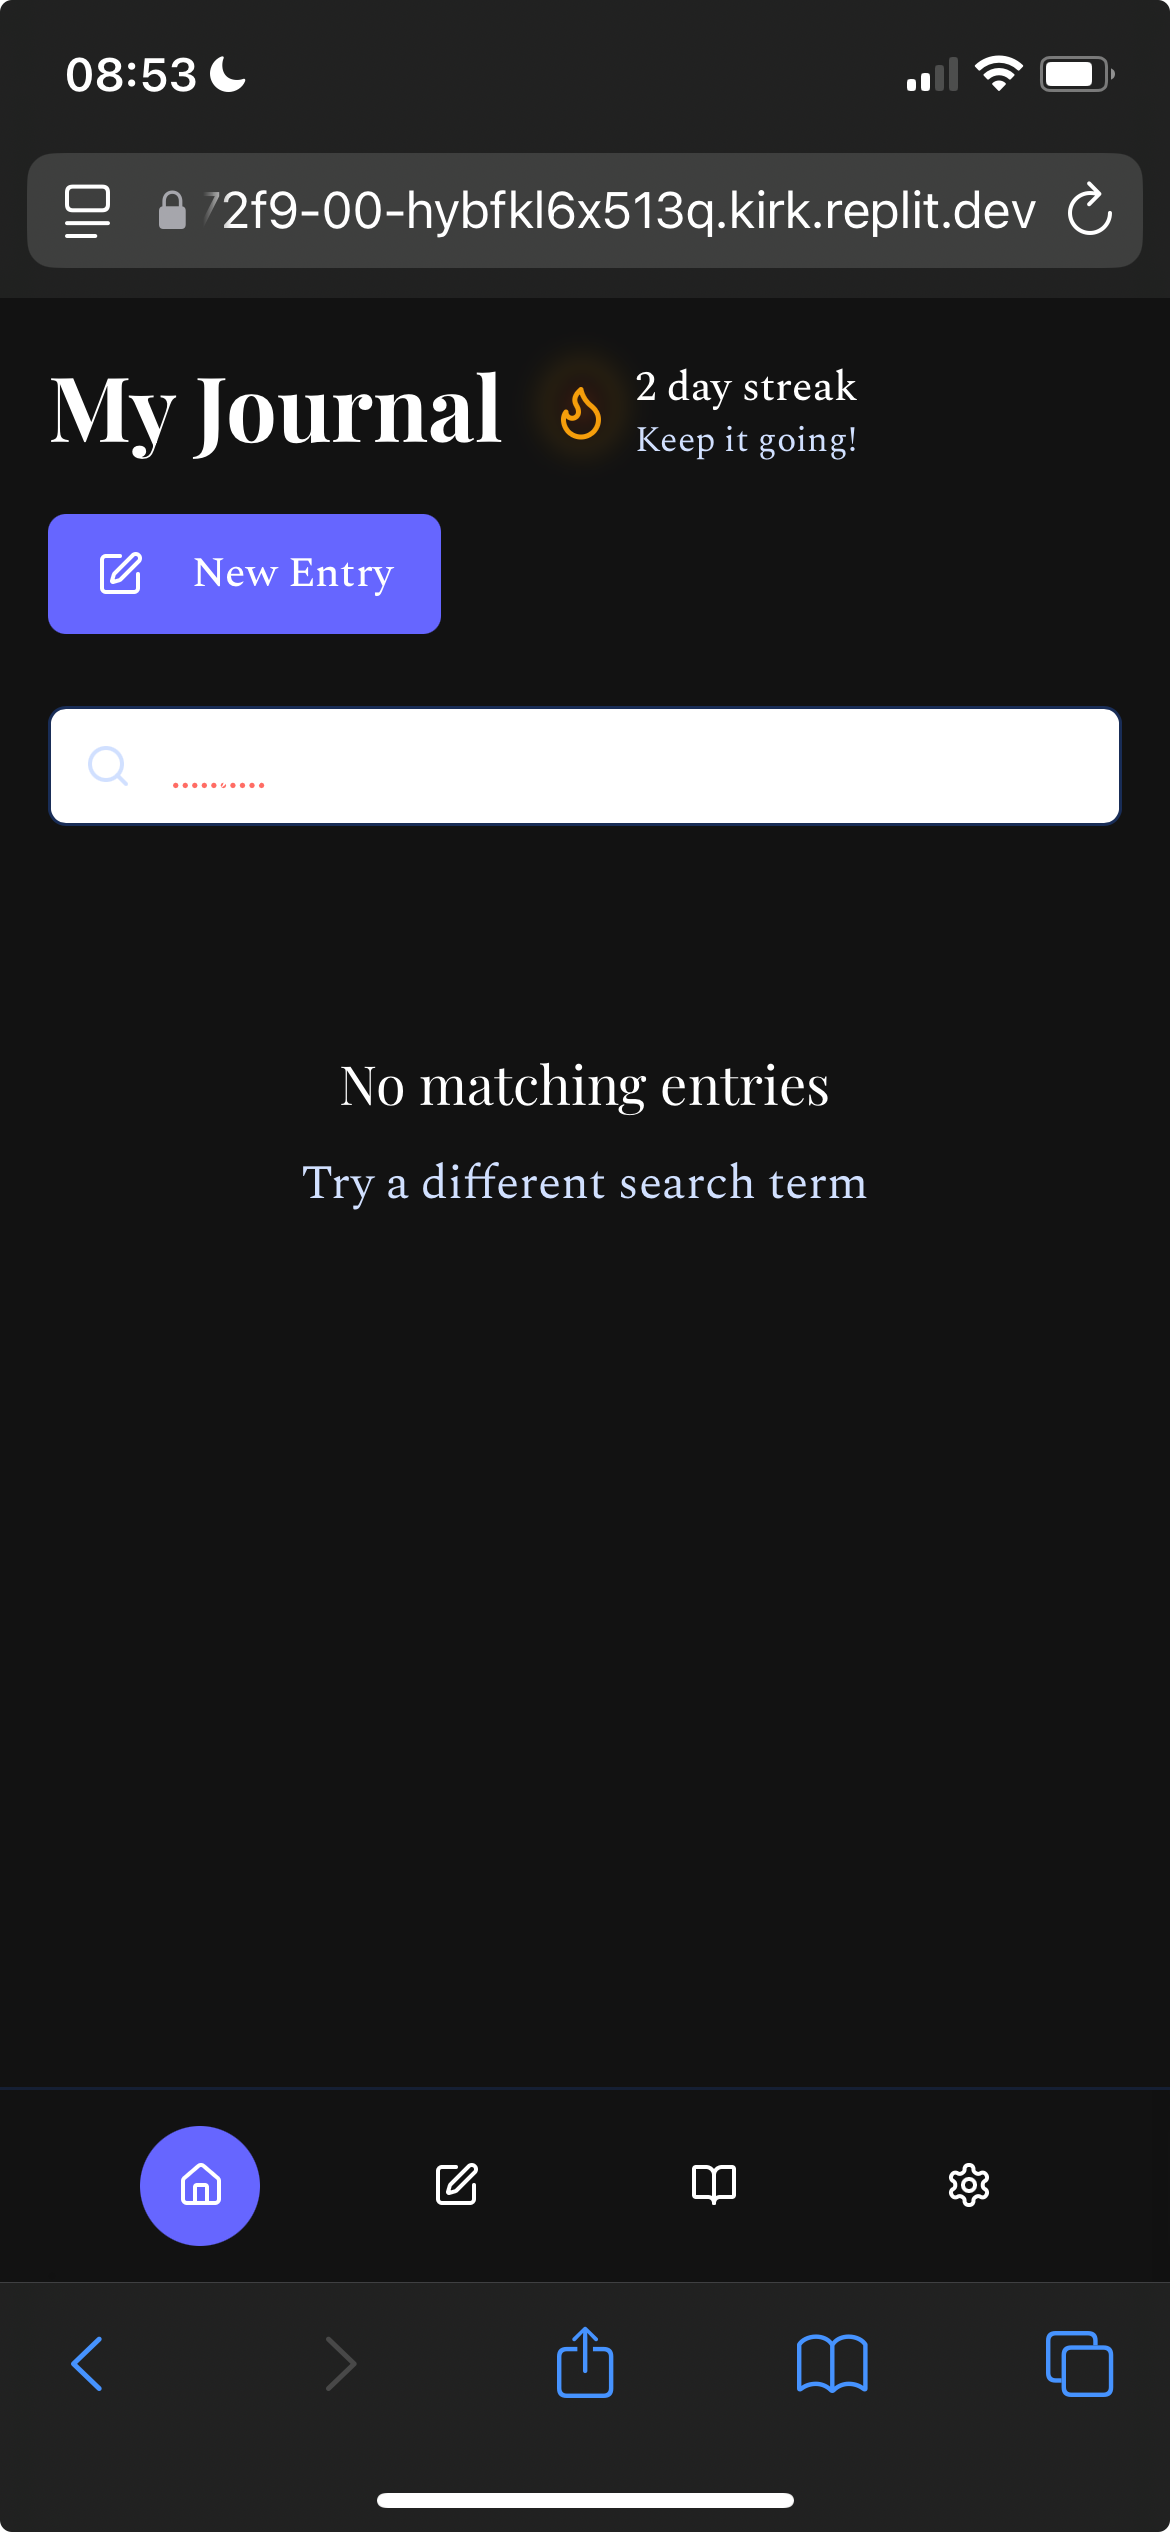 08:53
72f9-00-hybfkl6x513q.kirk.replit.dev
My Journal
2 day streak
Keep it going!
New Entry
No matching entries
Try a different search term